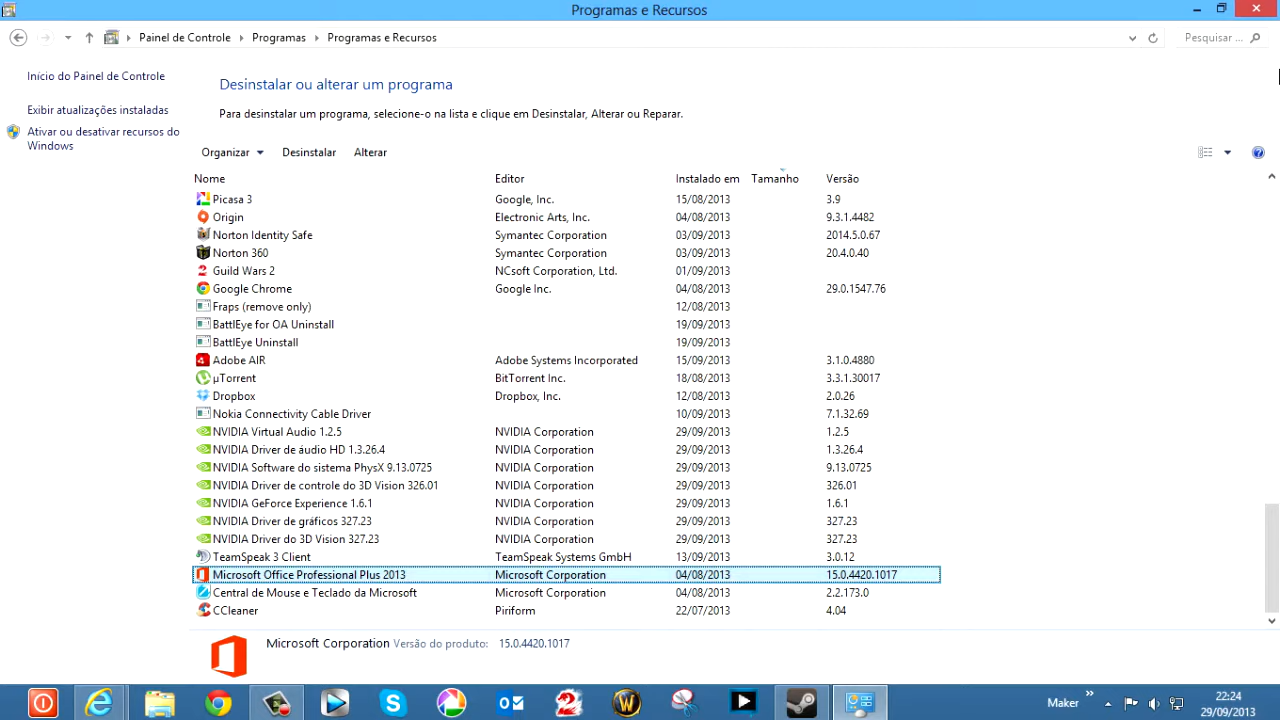 Programas e Recursos
Painel de Controle Programas Programas e Recursos Pesquisar ...
Início do Painel de Controle
Exibir atualizações instaladas
Ativar ou desativar recursos do
Windows
Desinstalar ou alterar um programa
Para desinstalar um programa, selecione-o na lista e clique em Desinstalar, Alterar ou Reparar.
Organizar Desinstalar Alterar
Nome Editor Instalado em Tamanho Versão
Picasa 3 Google, Inc. 15/08/2013 3.9
Origin Electronic Arts, Inc. 04/08/2013 9.3.1.4482
Norton Identity Safe Symantec Corporation 03/09/2013 2014.5.0.67
Norton 360 Symantec Corporation 03/09/2013 20.4.0.40
Guild Wars 2 NCsoft Corporation, Ltd. 01/09/2013
Google Chrome Google Inc. 04/08/2013 29.0.1547.76
Fraps (remove only) 12/08/2013
BattlEye for OA Uninstall 19/09/2013
BattlEye Uninstall 19/09/2013
Adobe AIR Adobe Systems Incorporated 15/09/2013 3.1.0.4880
µTorrent BitTorrent Inc. 18/08/2013 3.3.1.30017
Dropbox Dropbox, Inc. 12/08/2013 2.0.26
Nokia Connectivity Cable Driver 10/09/2013 7.1.32.69
NVIDIA Virtual Audio 1.2.5 NVIDIA Corporation 29/09/2013 1.2.5
NVIDIA Driver de áudio HD 1.3.26.4 NVIDIA Corporation 29/09/2013 1.3.26.4
NVIDIA Software do sistema PhysX 9.13.0725 NVIDIA Corporation 29/09/2013 9.13.0725
NVIDIA Driver de controle do 3D Vision 326.01 NVIDIA Corporation 29/09/2013 326.01
NVIDIA GeForce Experience 1.6.1 NVIDIA Corporation 29/09/2013 1.6.1
NVIDIA Driver de gráficos 327.23 NVIDIA Corporation 29/09/2013 327.23
NVIDIA Driver do 3D Vision 327.23 NVIDIA Corporation 29/09/2013 327.23
TeamSpeak 3 Client TeamSpeak Systems GmbH 13/09/2013 3.0.12
Microsoft Office Professional Plus 2013 Microsoft Corporation 04/08/2013 15.0.4420.1017
Central de Mouse e Teclado da Microsoft Microsoft Corporation 04/08/2013 2.2.173.0
CCleaner Piriform 22/07/2013 4.04
Microsoft Corporation Versão do produto: 15.0.4420.1017
Maker 22:24
29/09/2013